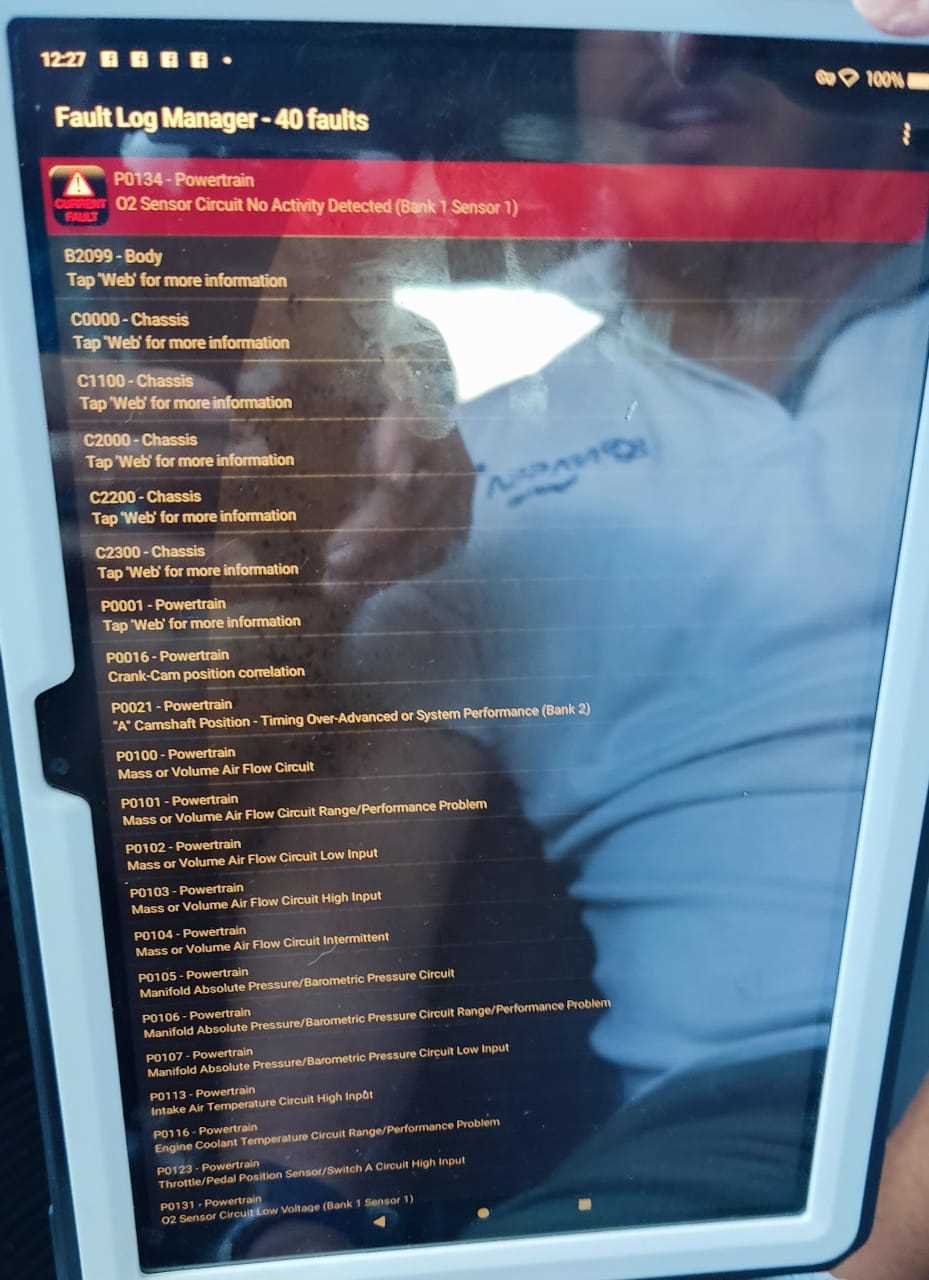 12:27
100%
Fault Log Manager - 40 faults
CURRENT
FAULT
P0134 - Powertrain
O2 Sensor Circuit No Activity Detected (Bank 1 Sensor 1)
B2099 - Body
Tap 'Web' for more information
C0000 - Chassis
Tap 'Web' for more information
C1100 - Chassis
Tap 'Web' for more information
C2000 - Chassis
Tap 'Web' for more information
C2200 - Chassis
Tap 'Web' for more information
C2300 - Chassis
Tap 'Web' for more information
P0001 - Powertrain
Tap 'Web' for more information
P0016 - Powertrain
Crank-Cam position correlation
P0021 - Powertrain
"A" Camshaft Position - Timing Over-Advanced or System Performance (Bank 2)
P0100 - Powertrain
Mass or Volume Air Flow Circuit
P0101 - Powertrain
Mass or Volume Air Flow Circuit Range/Performance Problem
P0102 - Powertrain
Mass or Volume Air Flow Circuit Low Input
P0103 - Powertrain
Mass or Volume Air Flow Circuit High Input
P0104 - Powertrain
Mass or Volume Air Flow Circuit Intermittent
P0105 - Powertrain
Manifold Absolute Pressure/Barometric Pressure Circuit
P0106 - Powertrain
Manifold Absolute Pressure/Barometric Pressure Circuit Range/Performance Problem
P0107 - Powertrain
Manifold Absolute Pressure/Barometric Pressure Circuit Low Input
P0113 - Powertrain
Intake Air Temperature Circuit High Input
P0116 - Powertrain
Engine Coolant Temperature Circuit Range/Performance Problem
P0123 - Powertrain
Throttle/Pedal Position Sensor/Switch A Circuit High Input
P0131 - Powertrain
O2 Sensor Circuit Low Voltage (Bank 1 Sensor 1)